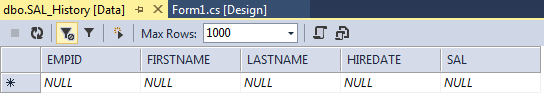 dbo.SAL_History [Data] Form1.cs [Design]
Max Rows: 1000
EMPID FIRSTNAME LASTNAME HIREDATE SAL
NULL NULL NULL NULL NULL